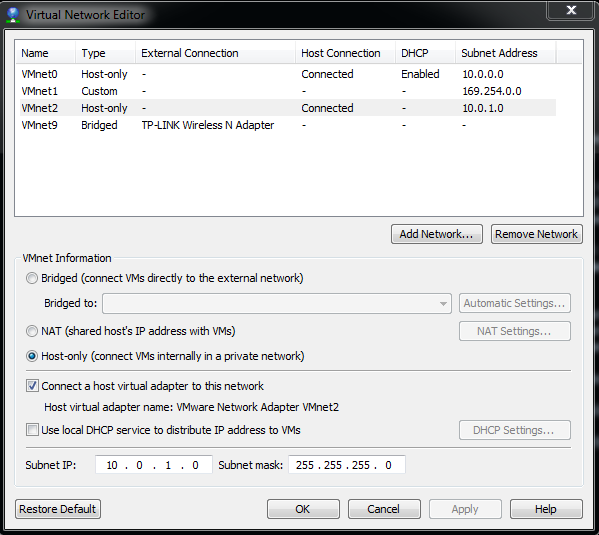 Virtual Network Editor
Name Type External Connection Host Connection DHCP Subnet Address
VMnet0 Host-only - Connected Enabled 10.0.0.0
VMnet1 Custom - - - 169.254.0.0
VMnet2 Host-only - Connected - 10.0.1.0
VMnet9 Bridged TP-LINK Wireless N Adapter - - -
Add Network... Remove Network
VMnet Information
Bridged (connect VMs directly to the external network)
Bridged to: Automatic Settings...
NAT (shared host's IP address with VMs) NAT Settings...
Host-only (connect VMs internally in a private network)
Connect a host virtual adapter to this network
Host virtual adapter name: VMware Network Adapter VMnet2
Use local DHCP service to distribute IP address to VMs DHCP Settings...
Subnet IP: 10 . 0 . 1 . 0 Subnet mask: 255 . 255 . 255 . 0
Restore Default OK Cancel Apply Help